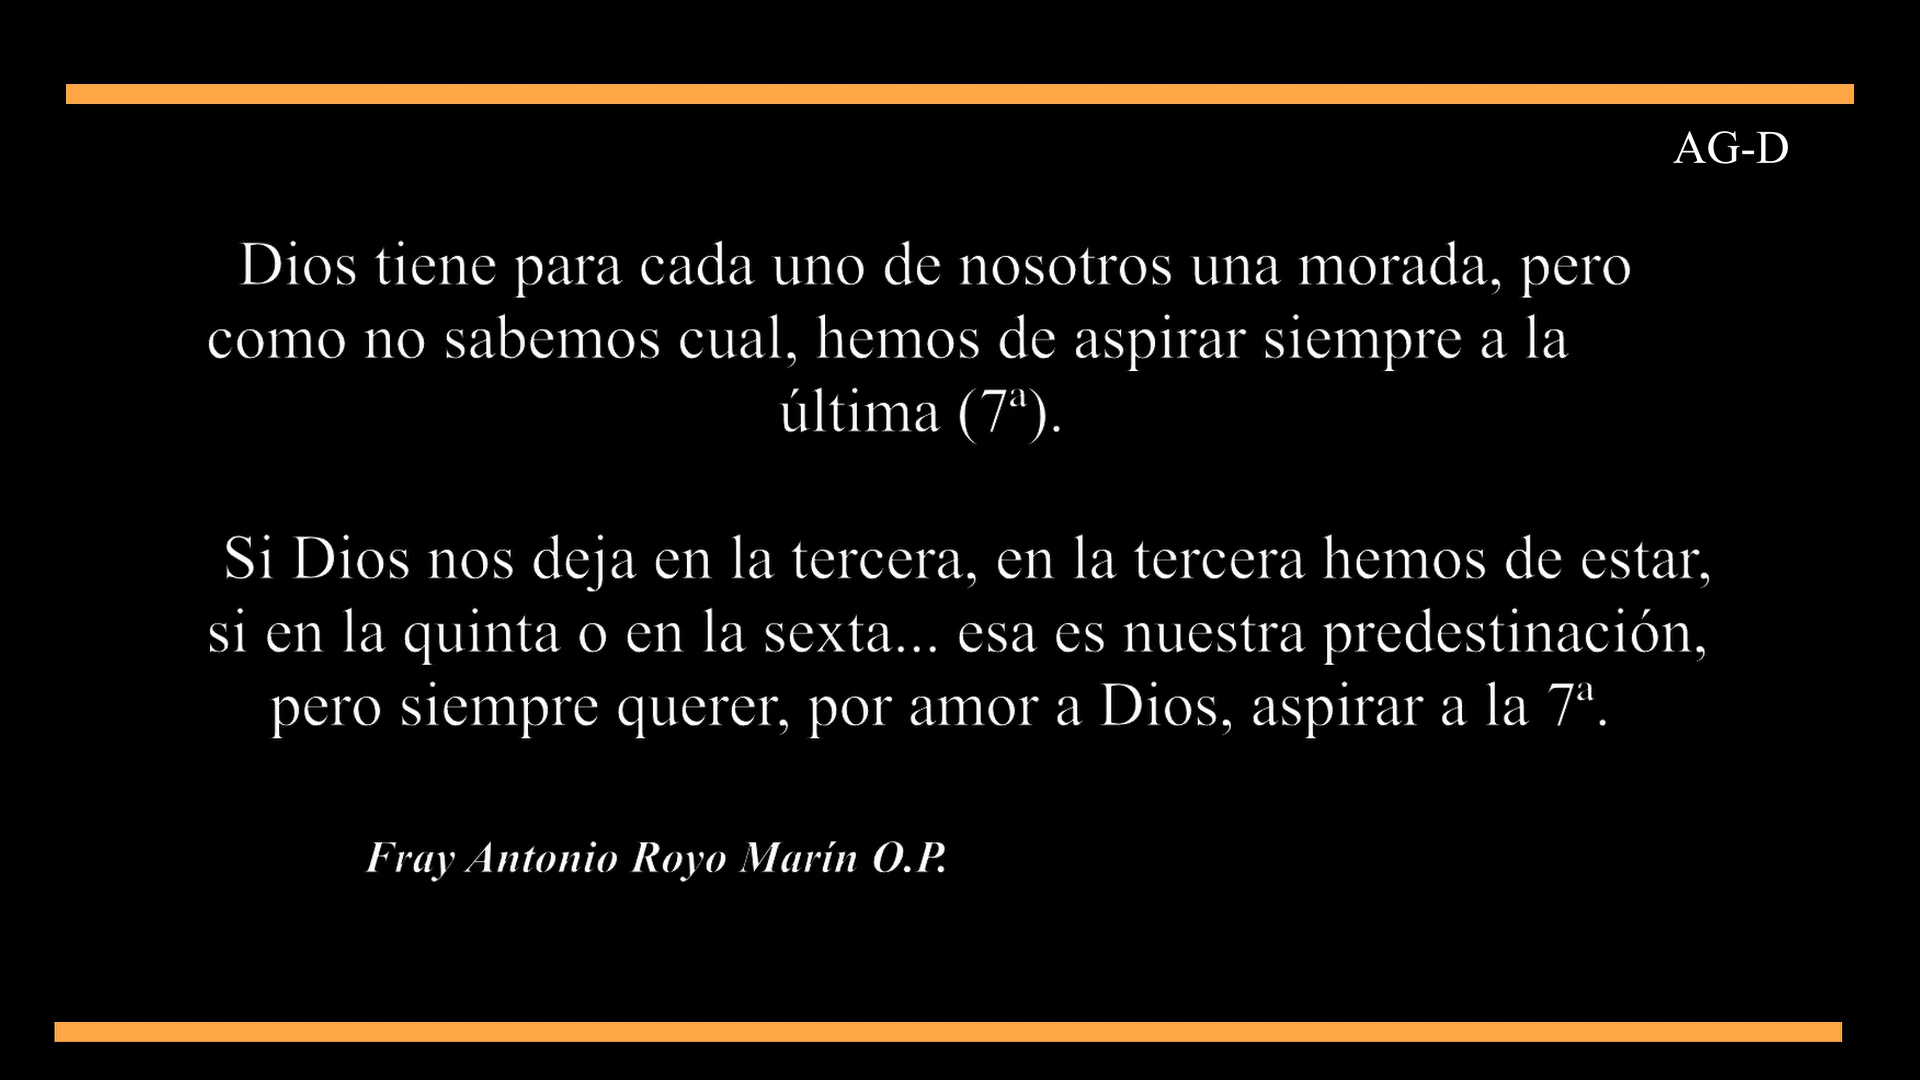 AG-D
Dios tiene para cada uno de nosotros una morada, pero
como no sabemos cual, hemos de aspirar siempre a la
última (7ª).
Si Dios nos deja en la tercera, en la tercera hemos de estar,
si en la quinta o en la sexta... esa es nuestra predestinación,
pero siempre querer, por amor a Dios, aspirar a la 7ª.
Fray Antonio Royo Marín O.P.